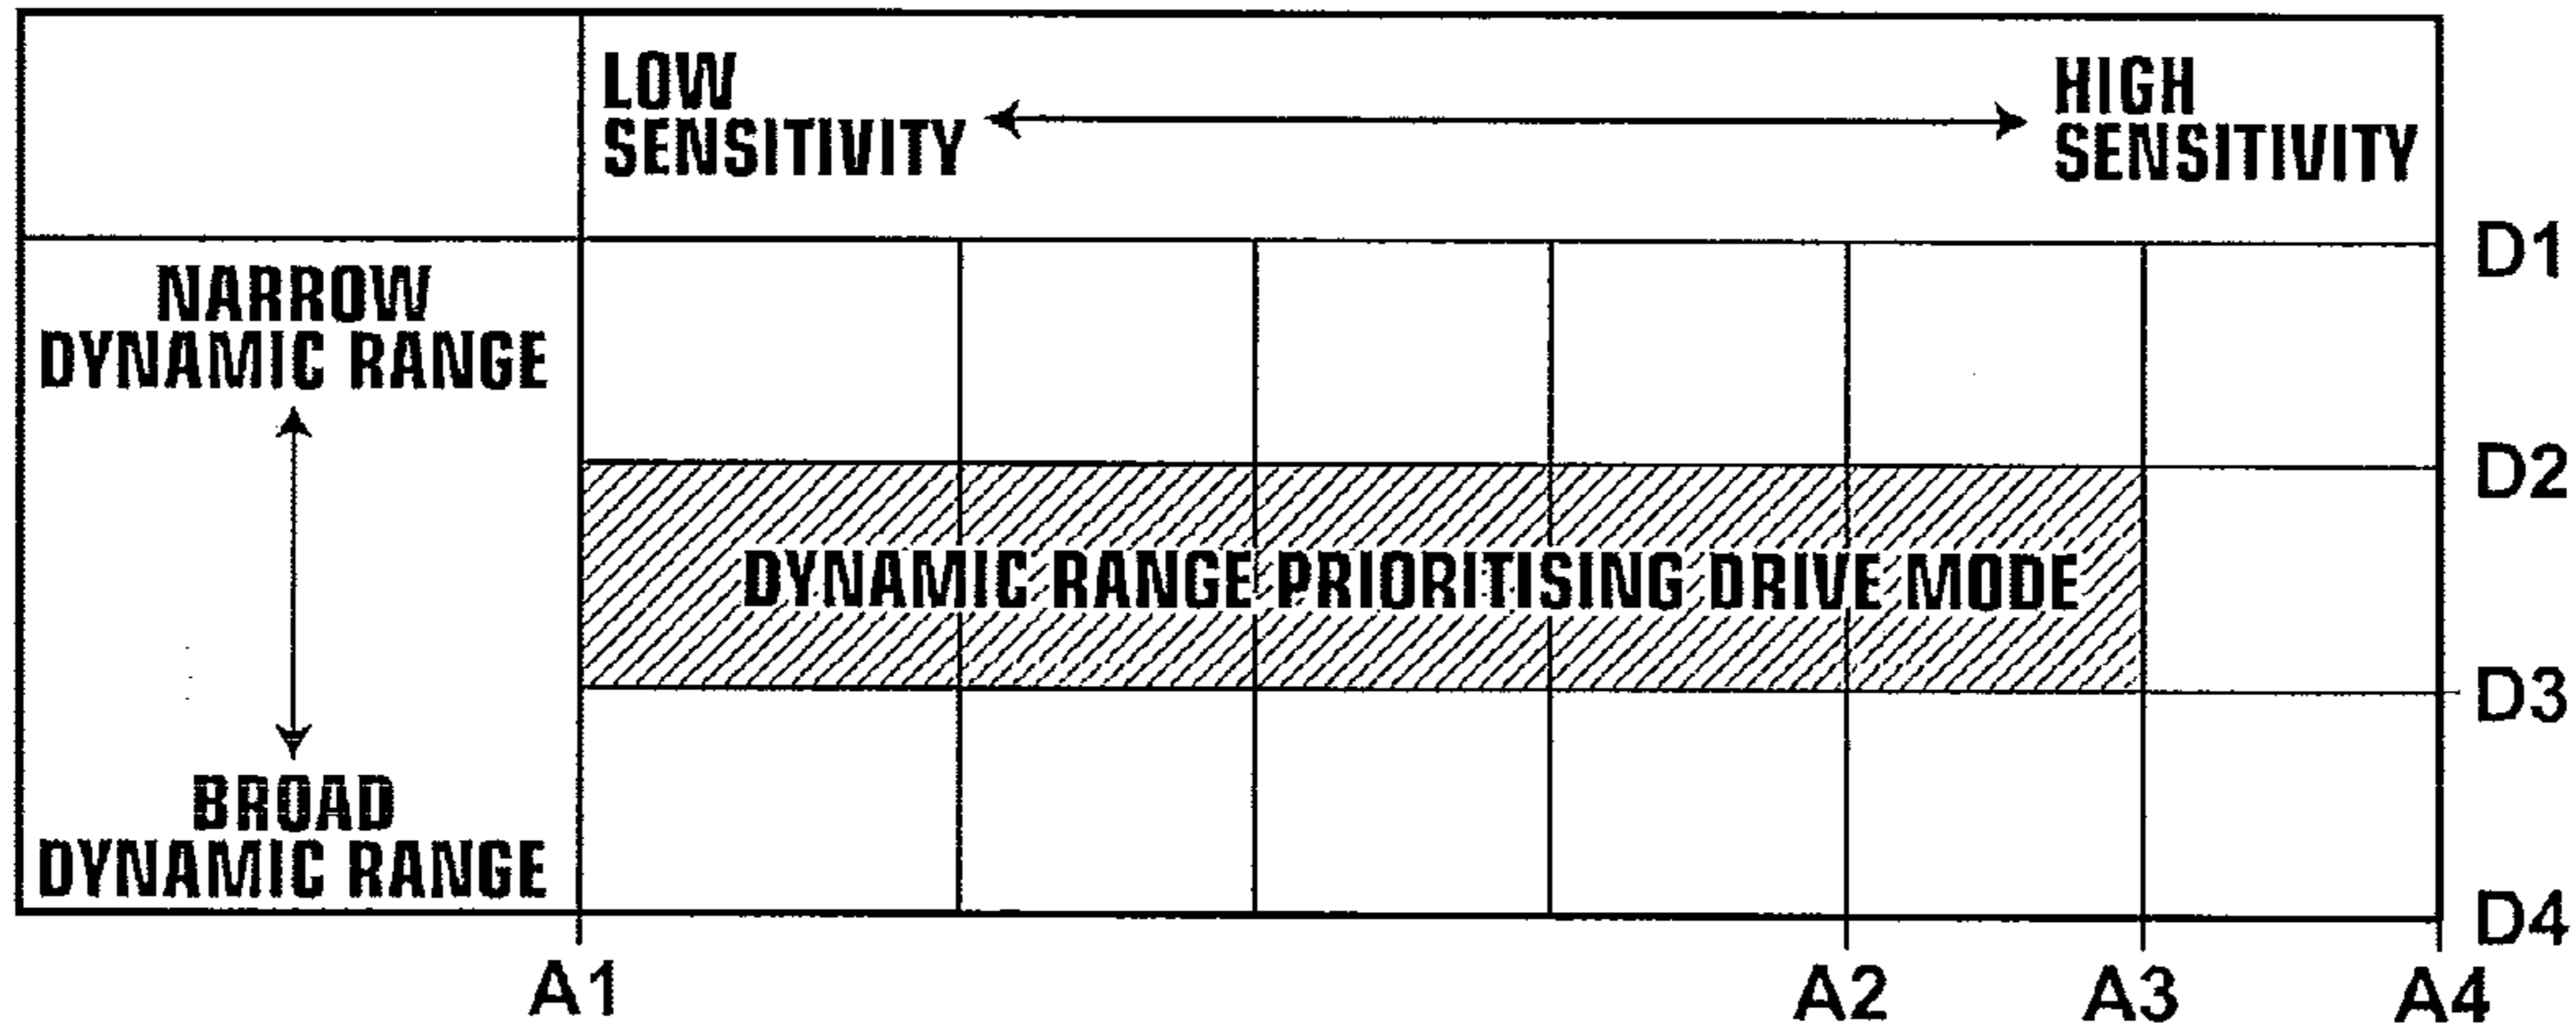 LOW
SENSITIVITY
HIGH
SENSITIVITY
D1
NARROW
DYNAMIC RANGE
D2
DYNAMIC RANGE PRIORITISING DRIVE MODE
D3
BROAD
DYNAMIC RANGE
D4
A1
A2
A3
A4